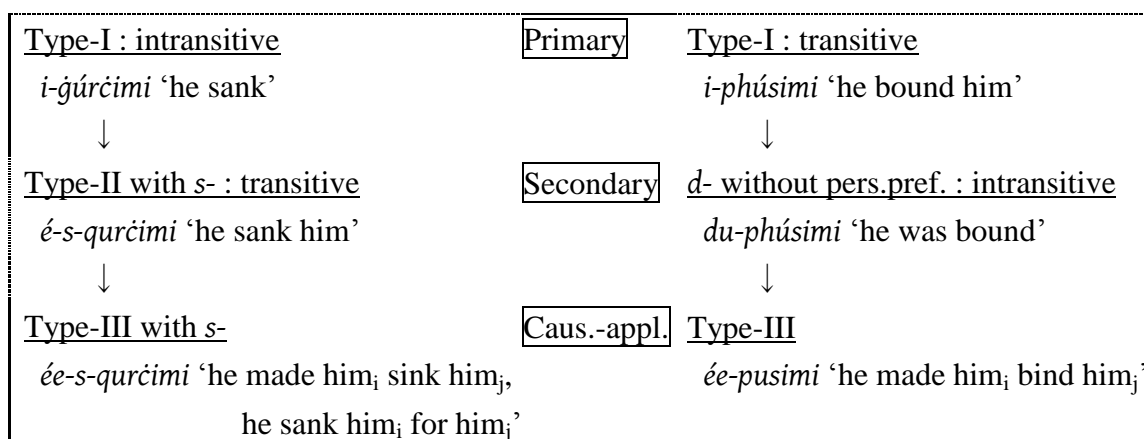 Type-I : intransitive Primary Type-I : transitive
i-ġúrċimi ‘he sank’ i-phúsimi ‘he bound him’
↓ ↓
Type-II with s- : transitive Secondary d- without pers.pref. : intransitive
é-s-qurċimi ‘he sank him’ du-phúsimi ‘he was bound’
↓ ↓
Type-III with s- Caus.-appl. Type-III
ée-s-qurċimi ‘he made himᵢ sink himⱼ, ée-pusimi ‘he made himᵢ bind himⱼ’
he sank himᵢ for himⱼ’